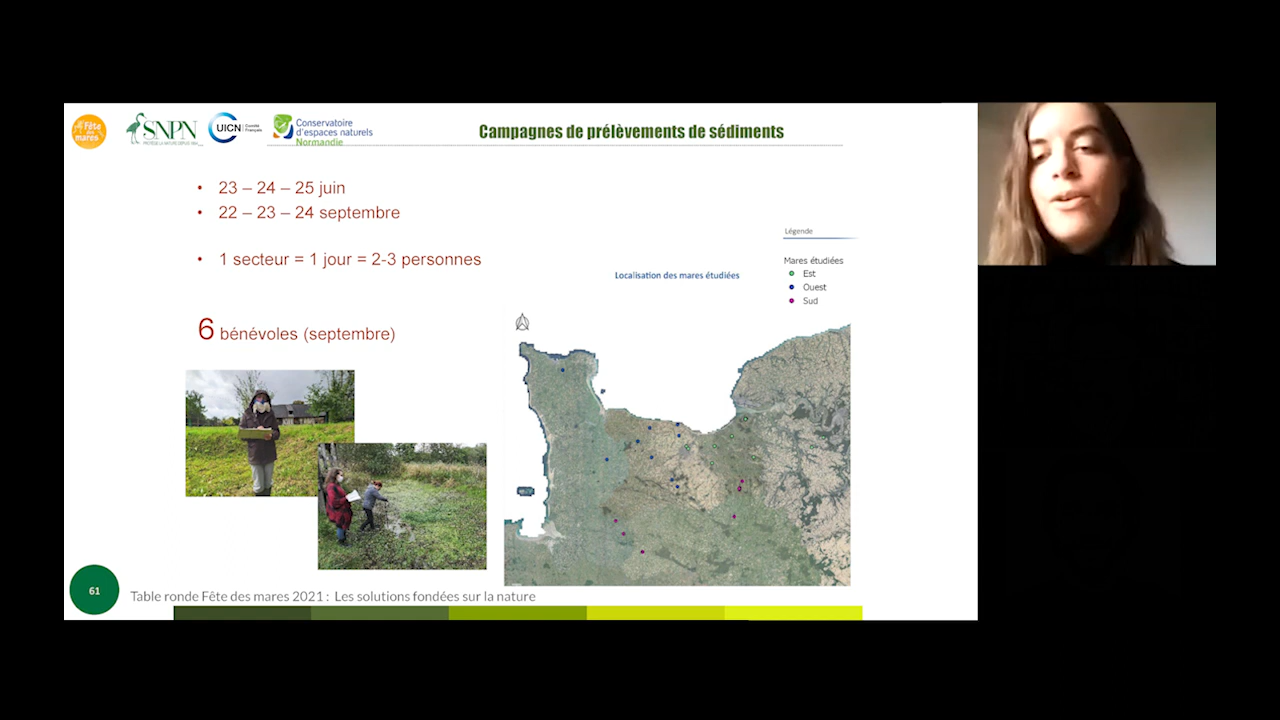 Fête
des
mares
SNPN
UICN
Comité
Français
Conservatoire
d'espaces naturels
Normandie
Campagnes de prélèvements de sédiments
• 23 – 24 – 25 juin
• 22 – 23 – 24 septembre
• 1 secteur = 1 jour = 2-3 personnes
6 bénévoles (septembre)
Localisation des mares étudiées
Légende
Mares étudiées
Est
Ouest
Sud
61
Table ronde Fête des mares 2021 : Les solutions fondées sur la nature